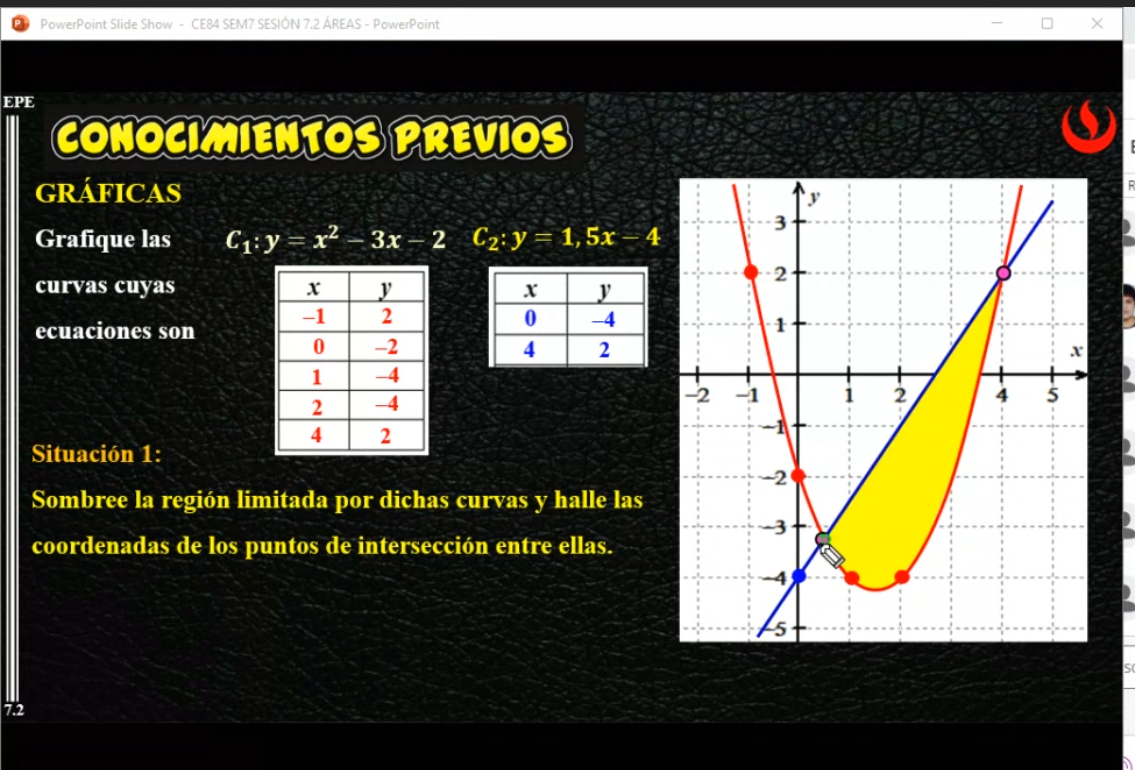 PowerPoint Slide Show - CE84 SEM7 SESIÓN 7.2 ÁREAS - PowerPoint
EPE
CONOCIMIENTOS PREVIOS
GRÁFICAS
Grafique las
curvas cuyas
ecuaciones son
C₁: y = x² − 3x − 2
C₂: y = 1,5x − 4
x y
–1 2
0 –2
1 –4
2 –4
4 2
x y
0 –4
4 2
Situación 1:
Sombree la región limitada por dichas curvas y halle las
coordenadas de los puntos de intersección entre ellas.
y
3
2
1
x
–2 –1 1 2 4 5
–1
–2
–3
–4
–5
7.2